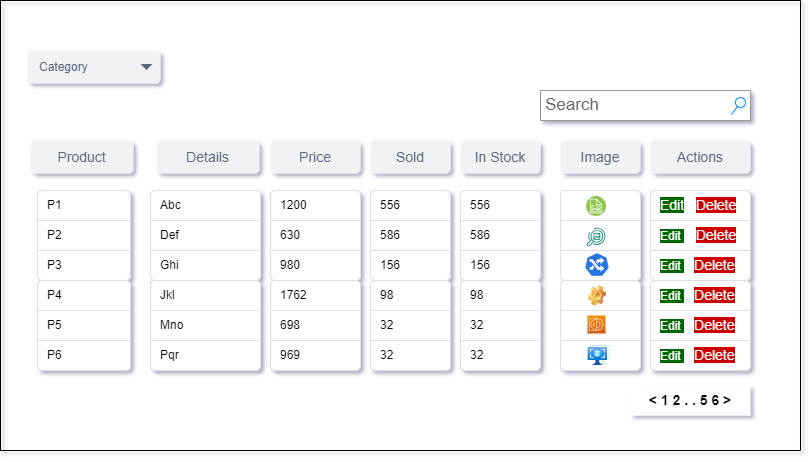 Category
Search
Product Details Price Sold In Stock Image Actions
P1 Abc 1200 556 556 Edit Delete
P2 Def 630 586 586 Edit Delete
P3 Ghi 980 156 156 Edit Delete
P4 Jkl 1762 98 98 Edit Delete
P5 Mno 698 32 32 Edit Delete
P6 Pqr 969 32 32 Edit Delete
< 1 2 . . 5 6 >